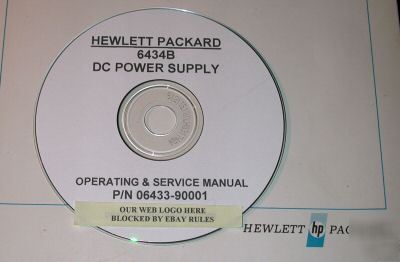 HEWLETT PACKARD
6434B
DC POWER SUPPLY
OPERATING & SERVICE MANUAL
P/N 06433-90001
OUR WEB LOGO HERE
BLOCKED BY EBAY RULES
HEWLETT hp PAC